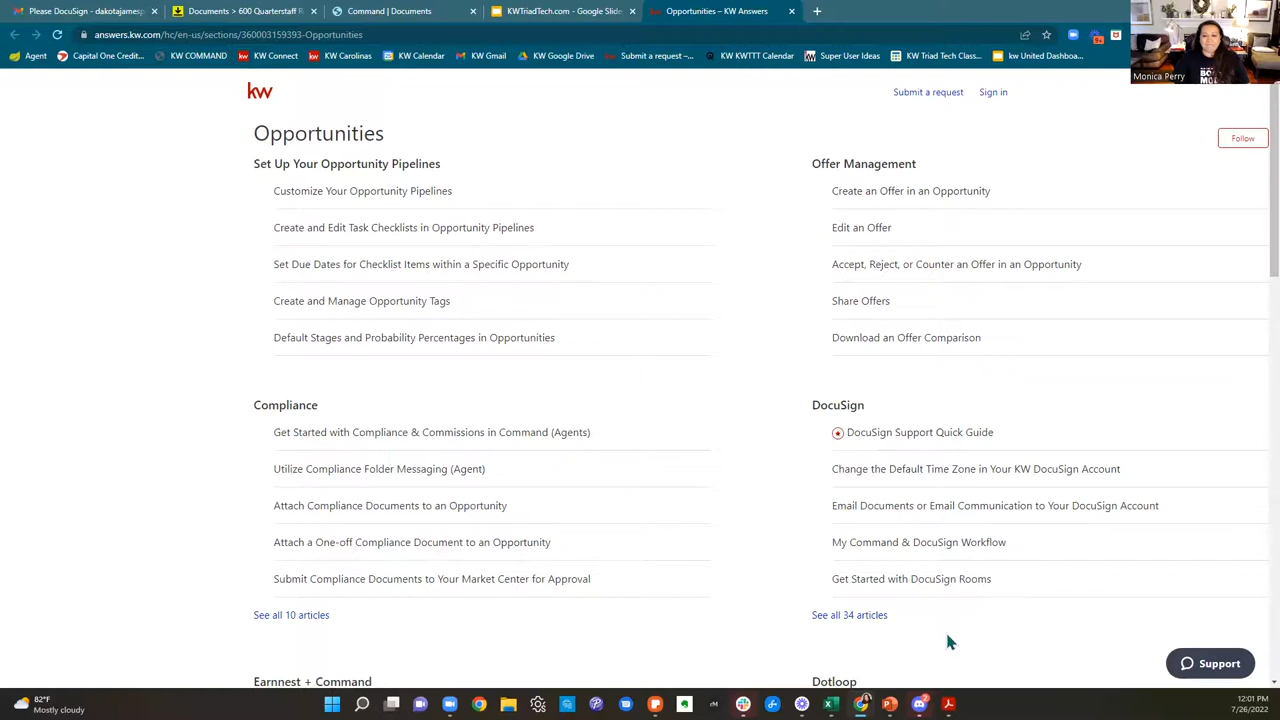 Please DocuSign - dakotajamesp
Documents > 600 Quarterstaff R
Command | Documents
KWTriadTech.com - Google Slide
Opportunities – KW Answers
answers.kw.com/hc/en-us/sections/360003159393-Opportunities
Agent
Capital One Credit...
KW COMMAND
KW Connect
KW Carolinas
KW Calendar
KW Gmail
KW Google Drive
Submit a request –...
KW KWTTT Calendar
Super User Ideas
KW Triad Tech Class...
kw United Dashboa...
Monica Perry
kw
Submit a request
Sign in
Opportunities
Follow
Set Up Your Opportunity Pipelines
Customize Your Opportunity Pipelines
Create and Edit Task Checklists in Opportunity Pipelines
Set Due Dates for Checklist Items within a Specific Opportunity
Create and Manage Opportunity Tags
Default Stages and Probability Percentages in Opportunities
Offer Management
Create an Offer in an Opportunity
Edit an Offer
Accept, Reject, or Counter an Offer in an Opportunity
Share Offers
Download an Offer Comparison
Compliance
Get Started with Compliance & Commissions in Command (Agents)
Utilize Compliance Folder Messaging (Agent)
Attach Compliance Documents to an Opportunity
Attach a One-off Compliance Document to an Opportunity
Submit Compliance Documents to Your Market Center for Approval
See all 10 articles
DocuSign
DocuSign Support Quick Guide
Change the Default Time Zone in Your KW DocuSign Account
Email Documents or Email Communication to Your DocuSign Account
My Command & DocuSign Workflow
Get Started with DocuSign Rooms
See all 34 articles
Earnnest + Command
Dotloop
Support
82°F
Mostly cloudy
12:01 PM
7/26/2022